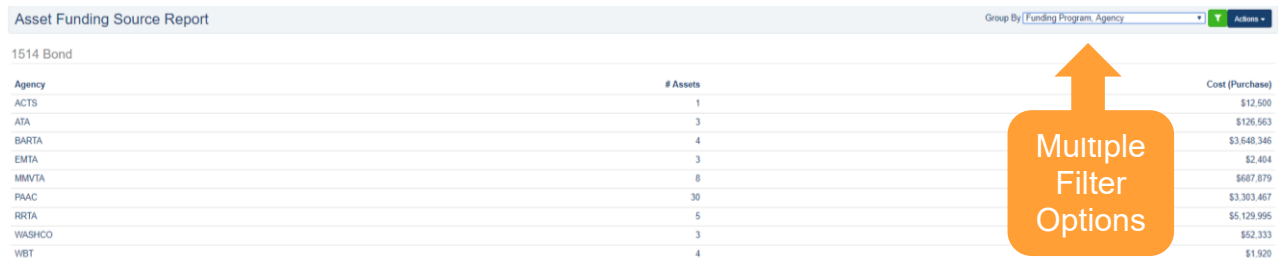 Asset Funding Source Report Group By Funding Program, Agency Actions
1514 Bond
Agency # Assets Cost (Purchase)
ACTS 1 $12,500
ATA 3 $126,563
BARTA 4 $3,648,346
EMTA 3 $2,404
MMVTA 8 $687,879
PAAC 30 $3,303,467
RRTA 5 $5,129,995
WASHCO 3 $52,333
WBT 4 $1,920
Multiple
Filter
Options